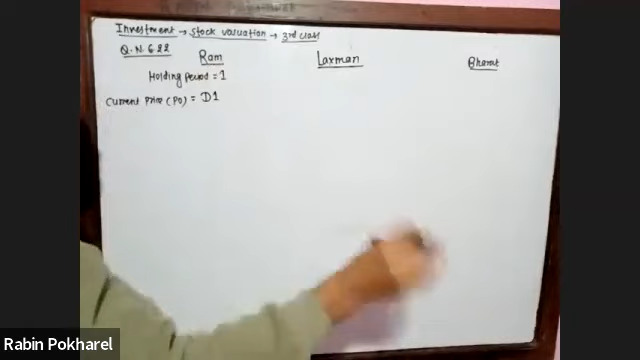 Investment → Stock valuation → 3rd class
Q.N. 6.22
Ram Laxman Bharat
Holding Period = 1
Current Price (P0) = D1
Rabin Pokharel